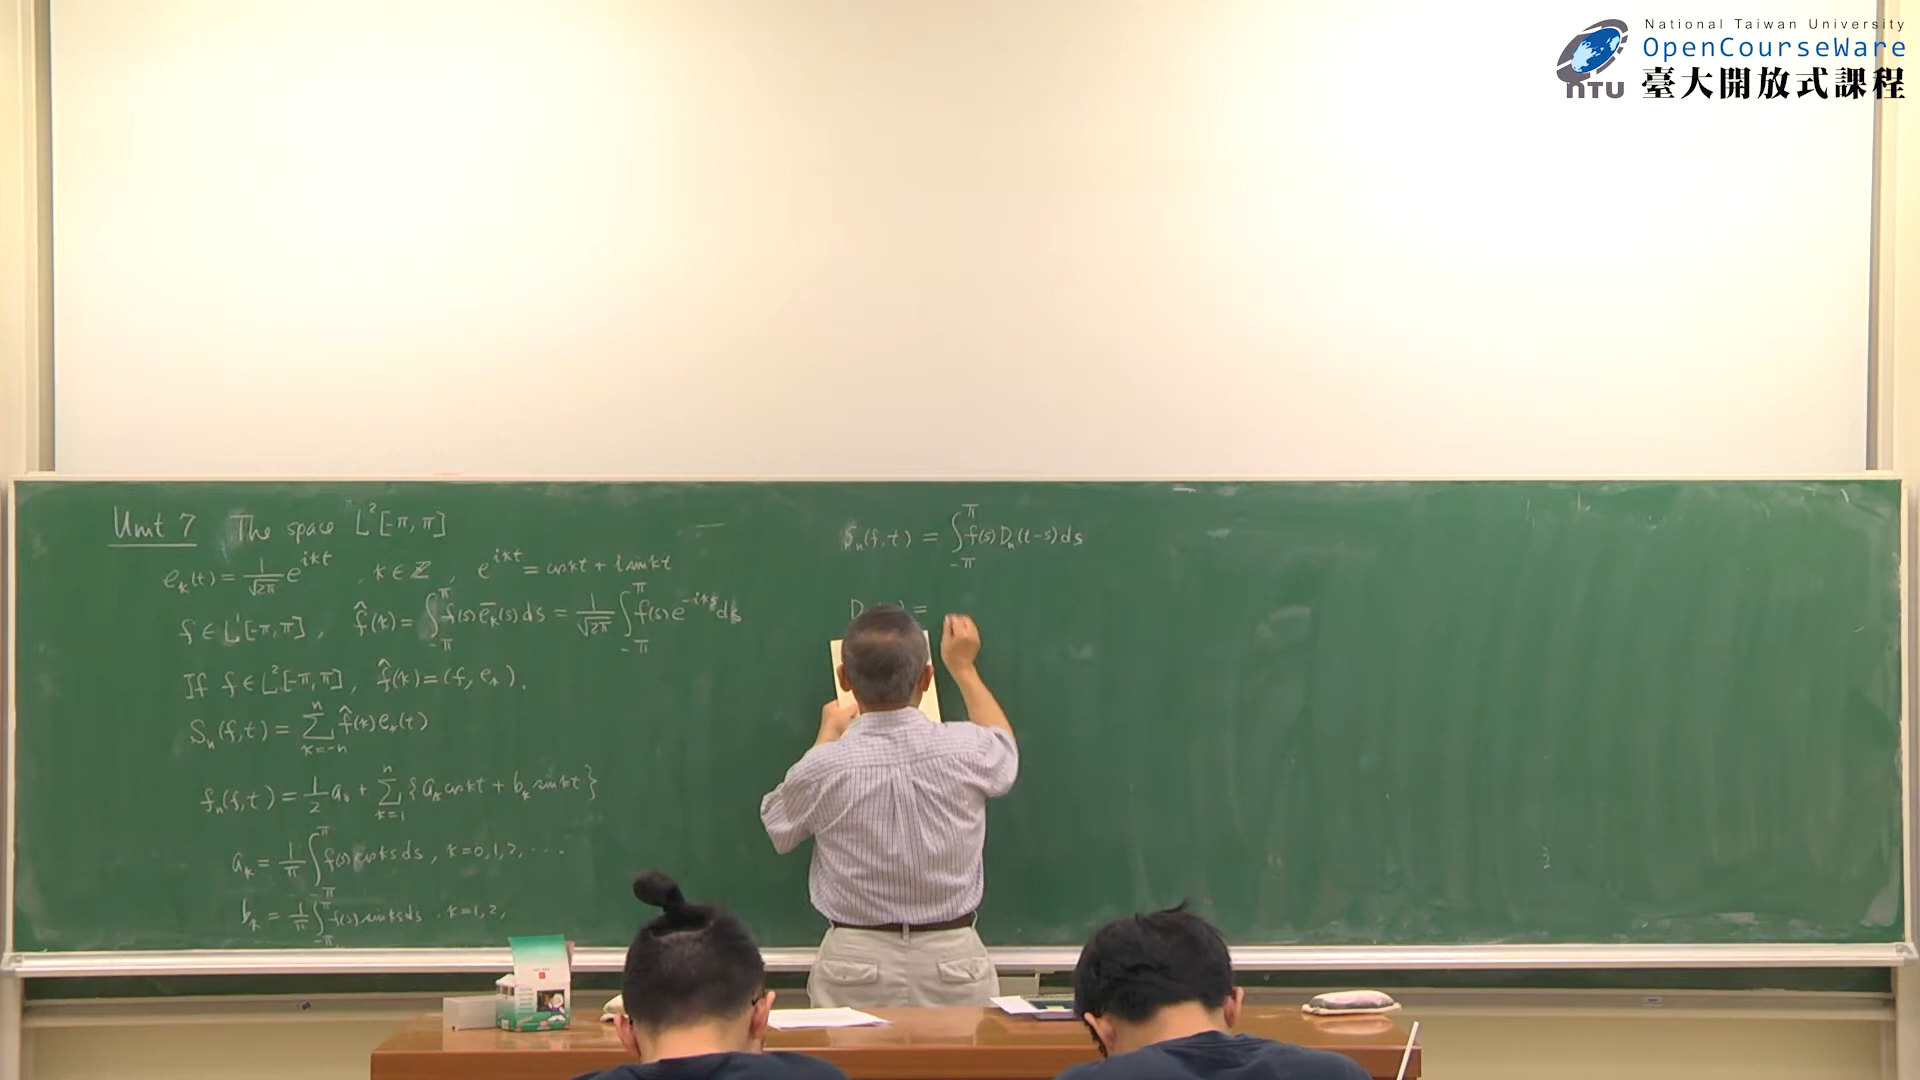 National Taiwan University
OpenCourseWare
臺大開放式課程
nTU
Unit 7 The space L²[-π, π]
e_k(t) = 1/√2π e^{ikt}, k ∈ ℤ, e^{ikt} = cos kt + i sin kt
f ∈ L¹[-π, π], f̂(k) = ∫_{-π}^{π} f(s) ē_k(s) ds = 1/√2π ∫_{-π}^{π} f(s) e^{-iks} ds
If f ∈ L²[-π, π], f̂(k) = (f, e_k).
S_n(f, t) = ∑_{k=-n}^{n} f̂(k) e_k(t)
f_n(f, t) = 1/2 a_0 + ∑_{k=1}^{n} {a_k cos kt + b_k sin kt}
a_k = 1/π ∫_{-π}^{π} f(s) cos ks ds, k = 0, 1, 2, ....
b_k = 1/π ∫_{-π}^{π} f(s) sin ks ds, k = 1, 2,
S_n(f, t) = ∫_{-π}^{π} f(s) D_n(t-s) ds
D ) =